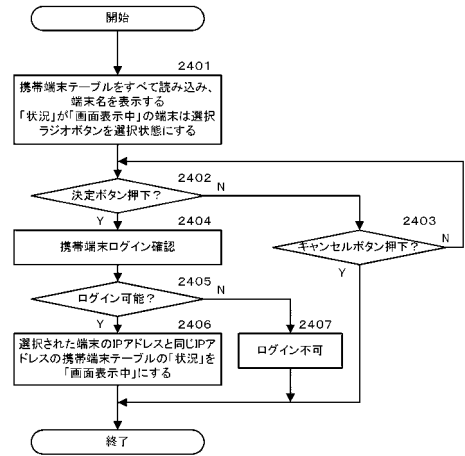 開始
2401
携帯端末テーブルをすべて読み込み、
端末名を表示する
「状況」が「画面表示中」の端末は選択
ラジオボタンを選択状態にする
2402
決定ボタン押下？
N
Y
2403
キャンセルボタン押下？
N
Y
2404
携帯端末ログイン確認
2405
ログイン可能？
N
Y
2406
選択された端末のIPアドレスと同じIPア
ドレスの携帯端末テーブルの「状況」を
「画面表示中」にする
2407
ログイン不可
終了